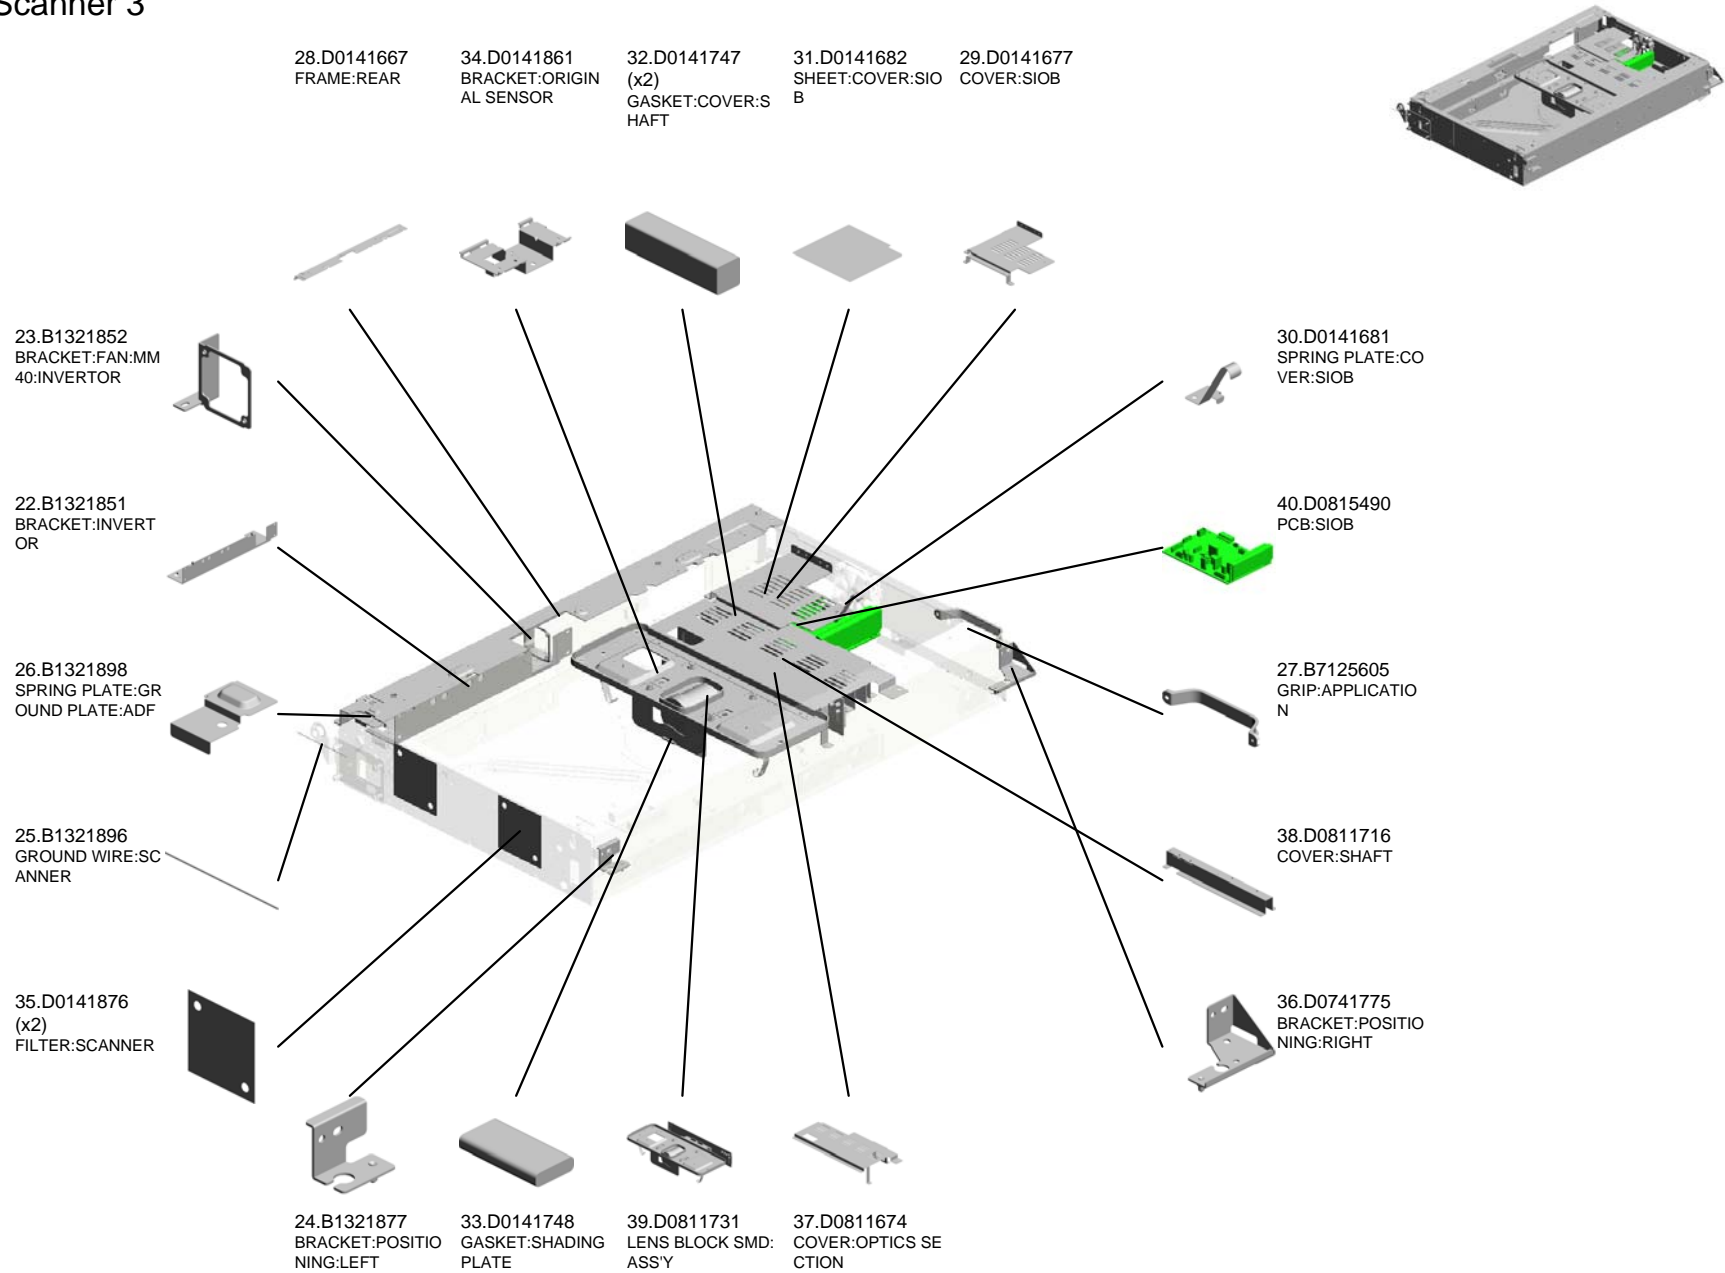 Scanner 3
28.D0141667
FRAME:REAR
34.D0141861
BRACKET:ORIGIN
AL SENSOR
32.D0141747
(x2)
GASKET:COVER:S
HAFT
31.D0141682
SHEET:COVER:SIO
B
29.D0141677
COVER:SIOB
23.B1321852
BRACKET:FAN:MM
40:INVERTOR
30.D0141681
SPRING PLATE:CO
VER:SIOB
22.B1321851
BRACKET:INVERT
OR
40.D0815490
PCB:SIOB
26.B1321898
SPRING PLATE:GR
OUND PLATE:ADF
27.B7125605
GRIP:APPLICATIO
N
25.B1321896
GROUND WIRE:SC
ANNER
38.D0811716
COVER:SHAFT
35.D0141876
(x2)
FILTER:SCANNER
36.D0741775
BRACKET:POSITIO
NING:RIGHT
24.B1321877
BRACKET:POSITIO
NING:LEFT
33.D0141748
GASKET:SHADING
PLATE
39.D0811731
LENS BLOCK SMD:
ASS'Y
37.D0811674
COVER:OPTICS SE
CTION